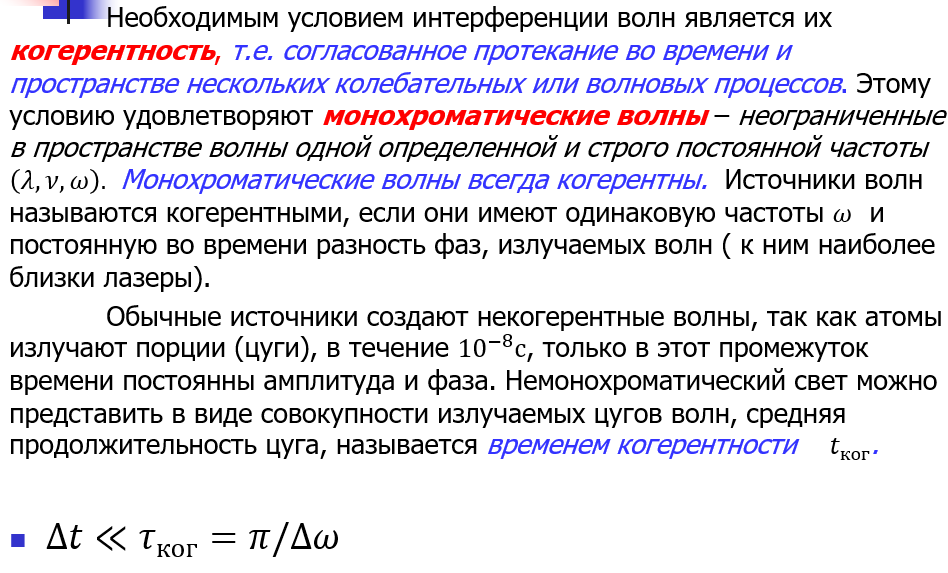 Необходимым условием интерференции волн является их
когерентность, т.е. согласованное протекание во времени и
пространстве нескольких колебательных или волновых процессов. Этому
условию удовлетворяют монохроматические волны – неограниченные
в пространстве волны одной определенной и строго постоянной частоты
(λ, ν, ω). Монохроматические волны всегда когерентны. Источники волн
называются когерентными, если они имеют одинаковую частоты ω и
постоянную во времени разность фаз, излучаемых волн ( к ним наиболее
близки лазеры).
Обычные источники создают некогерентные волны, так как атомы
излучают порции (цуги), в течение 10⁻⁸с, только в этот промежуток
времени постоянны амплитуда и фаза. Немонохроматический свет можно
представить в виде совокупности излучаемых цугов волн, средняя
продолжительность цуга, называется временем когерентности t_ког.
Δt ≪ τ_ког = π/Δω